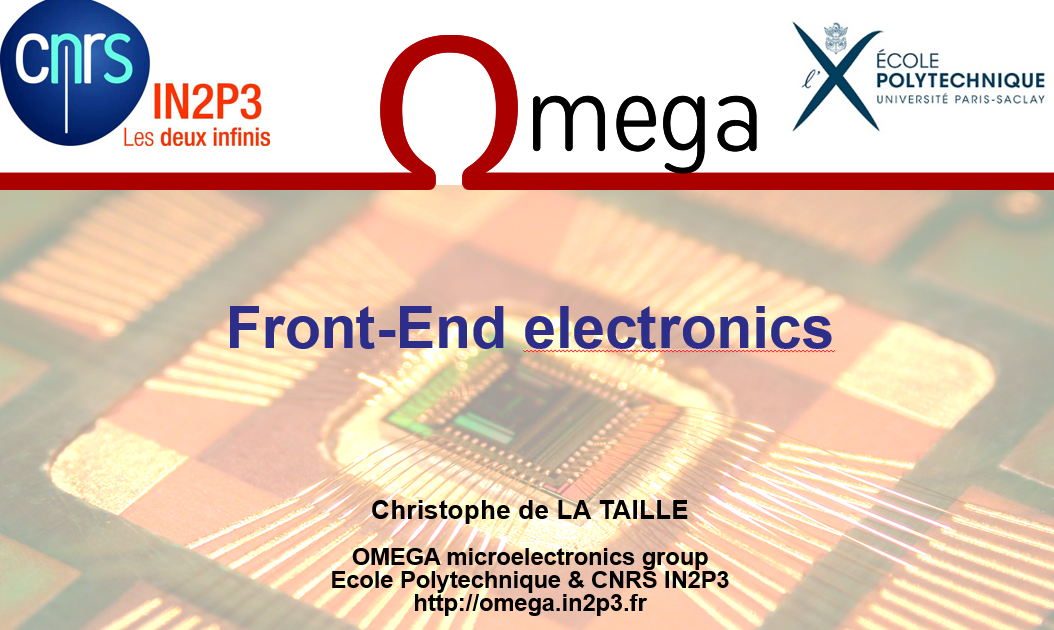 cnrs
IN2P3
Les deux infinis
Ωmega
l'X
ÉCOLE
POLYTECHNIQUE
UNIVERSITÉ PARIS-SACLAY
Front-End electronics
Christophe de LA TAILLE
OMEGA microelectronics group
Ecole Polytechnique & CNRS IN2P3
http://omega.in2p3.fr